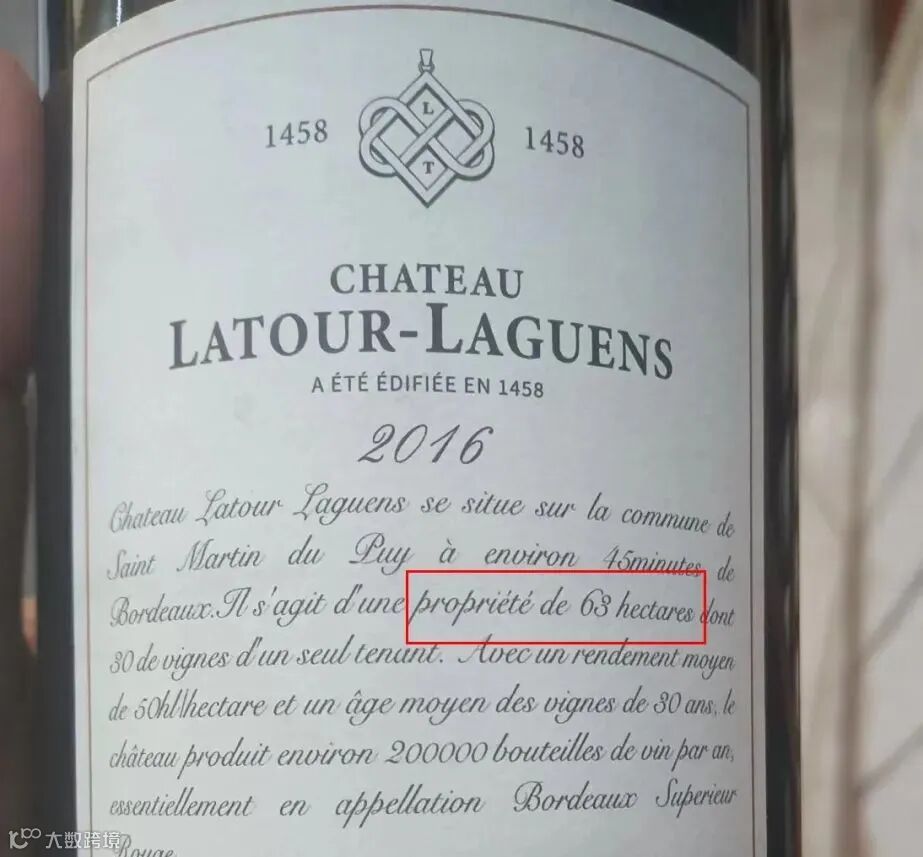 1458
L
T
1458
CHATEAU
LATOUR-LAGUENS
A ÉTÉ ÉDIFIÉE EN 1458
2016
Chateau Latour Laguens se situe sur la commune de
Saint Martin du Puy à environ 45minutes de
Bordeaux.Il s'agit d'une propriété de 63 hectares dont
30 de vignes d'un seul tenant. Avec un rendement moyen
de 50hl\hectare et un âge moyen des vignes de 30 ans, le
château produit environ 200000 bouteilles de vin par an,
essentiellement en appellation Bordeaux Superieur
Rouge.
大数跨境